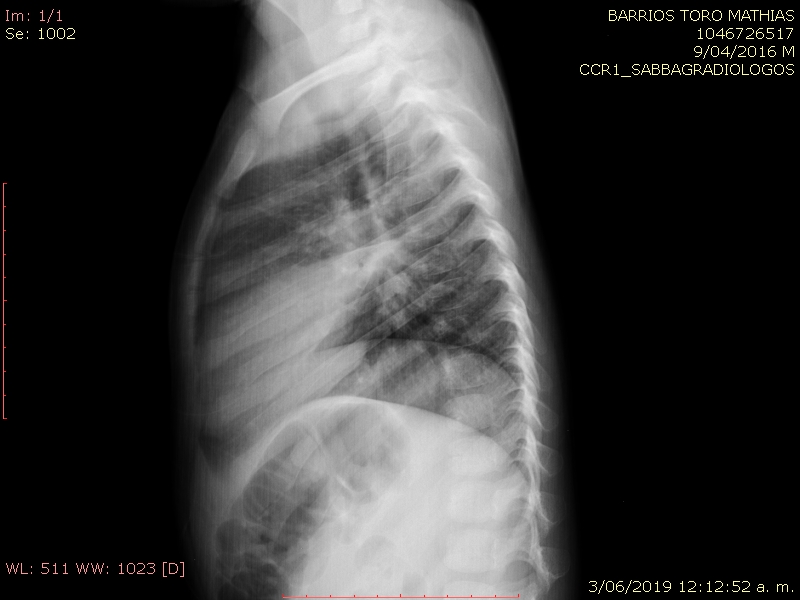 Im: 1/1
Se: 1002
BARRIOS TORO MATHIAS
1046726517
9/04/2016 M
CCR1_SABBAGRADIOLOGOS
WL: 511 WW: 1023 [D]
3/06/2019 12:12:52 a. m.